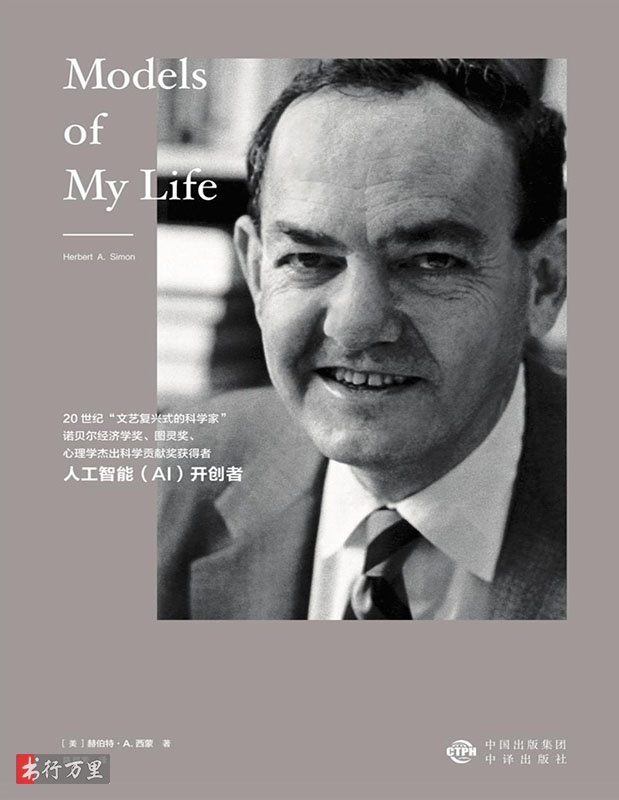 Models
of
My Life
Herbert A. Simon
20世纪“文艺复兴式的科学家”
诺贝尔经济学奖、图灵奖、
心理学杰出科学贡献奖获得者
人工智能（AI）开创者
［美］赫伯特·A. 西蒙 著
书行万里
CTPH
中国出版集团
中译出版社